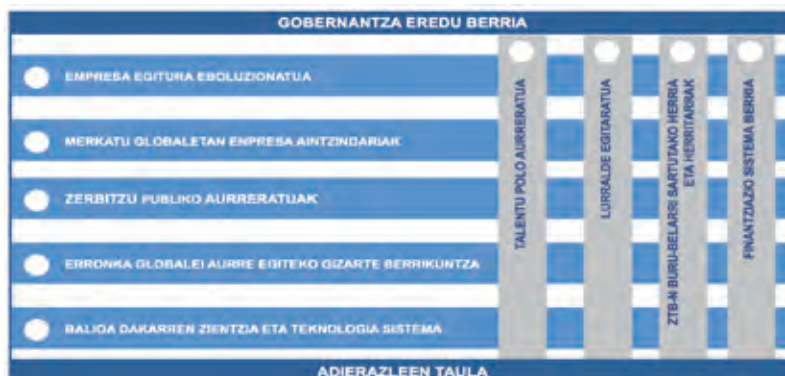 GOBERNANTZA EREDU BERRIA
EMPRESA EGITURA EBOLUZIONATUA
MERKATU GLOBALETAN ENPRESA AINTZINDARIAK
ZERBITZU PUBLIKO AURRERATUAK
ERRONKA GLOBALEI AURRE EGITEKO GIZARTE BERRIKUNTZA
BALIOA DAKARREN ZIENTZIA ETA TEKNOLOGIA SISTEMA
TALENTU POLO AURRERATUA
LURRALDE EGITARATUA
ZTB-N BURU-BELARRI SARTUTAKO HERRIA
ETA HERRITARRAK
FINANTZIAZIO SISTEMA BERRIA
ADIERAZLEEN TAULA